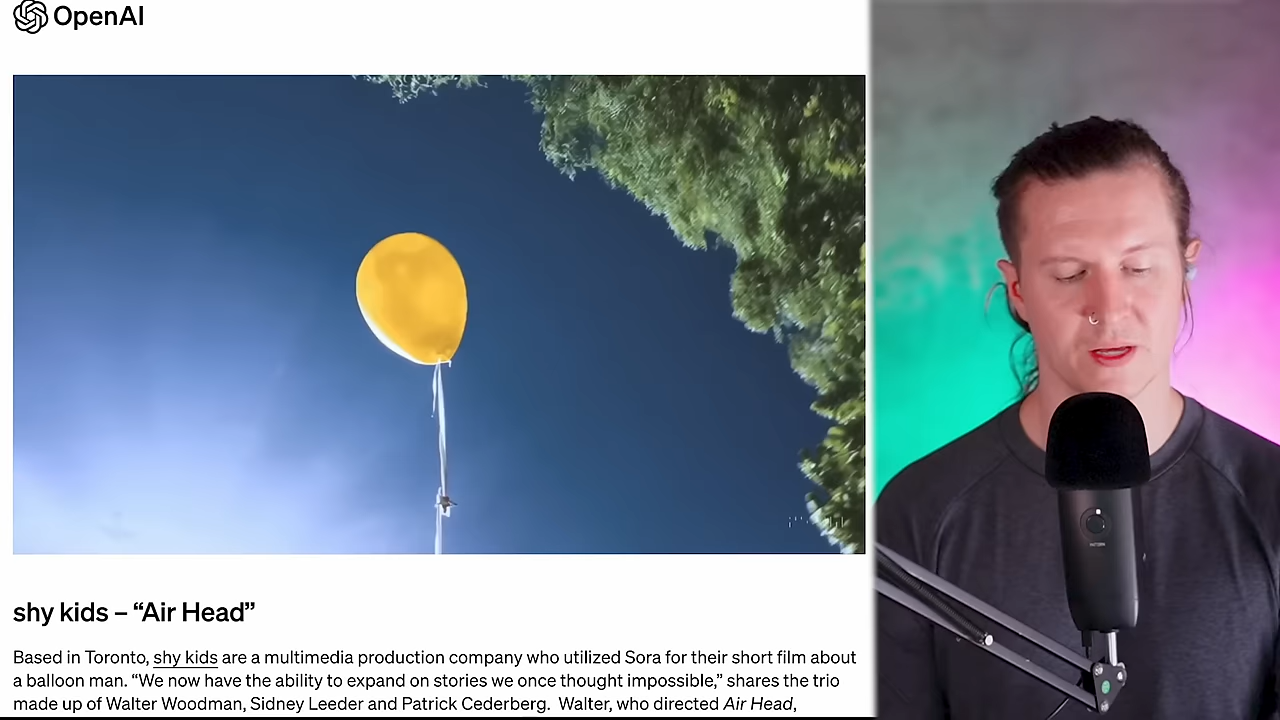 OpenAI
shy kids – “Air Head”
Based in Toronto, shy kids are a multimedia production company who utilized Sora for their short film about
a balloon man. “We now have the ability to expand on stories we once thought impossible,” shares the trio
made up of Walter Woodman, Sidney Leeder and Patrick Cederberg.  Walter, who directed Air Head,